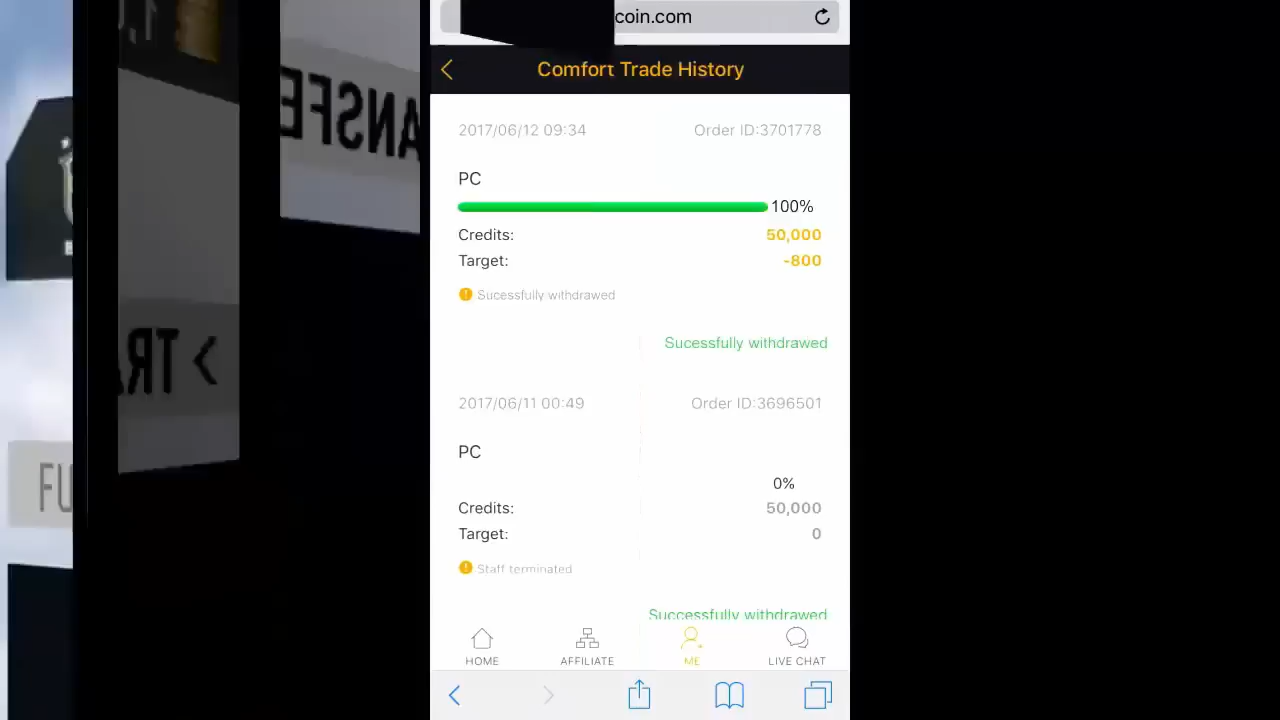 coin.com
Comfort Trade History
2017/06/12 09:34 Order ID:3701778
PC
100%
Credits: 50,000
Target: -800
Sucessfully withdrawed
Sucessfully withdrawed
2017/06/11 00:49 Order ID:3696501
PC
0%
Credits: 50,000
Target: 0
Staff terminated
Successfully withdrawed
HOME AFFILIATE ME LIVE CHAT